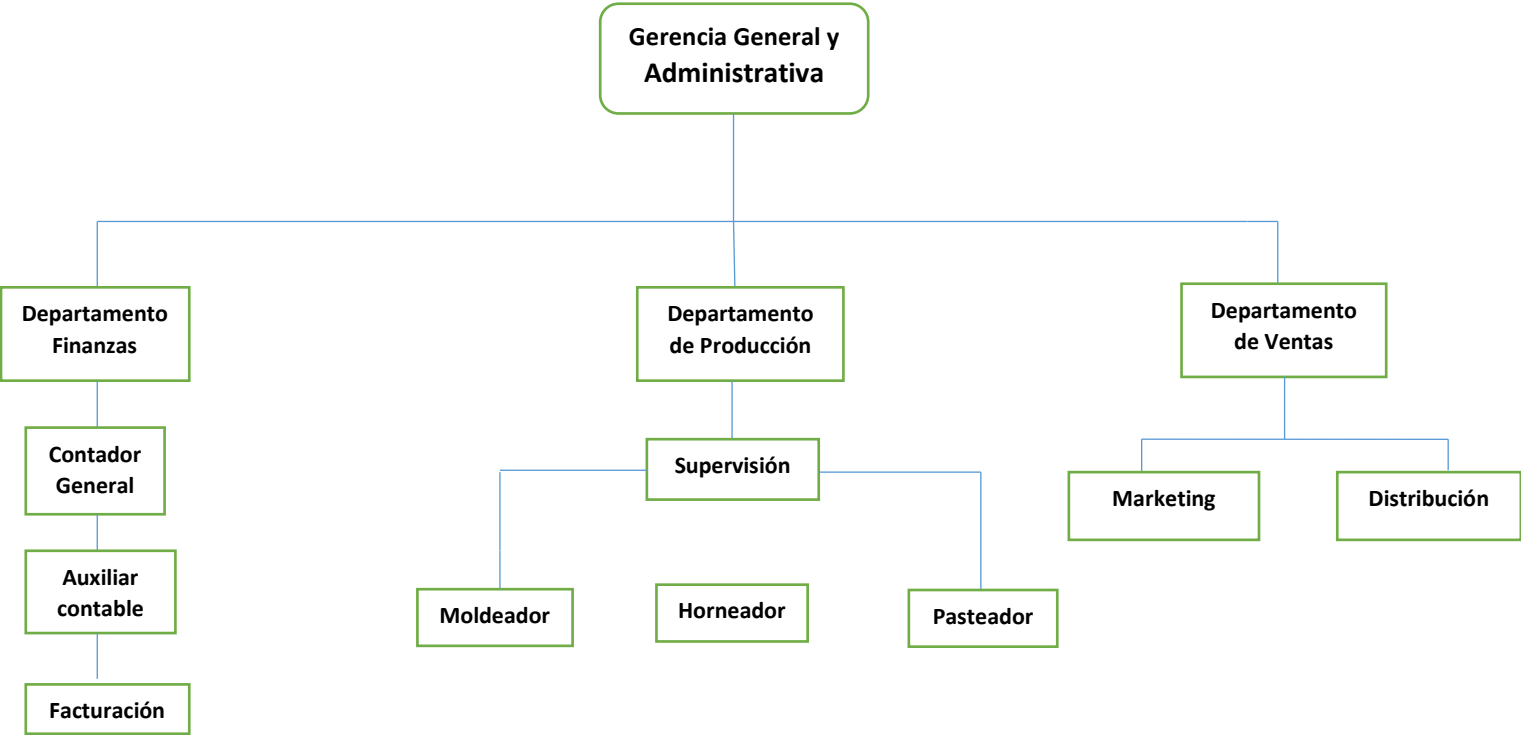 Gerencia General y
Administrativa
Departamento
Finanzas
Departamento
de Producción
Departamento
de Ventas
Contador
General
Supervisión
Marketing
Distribución
Auxiliar
contable
Moldeador
Horneador
Pasteador
Facturación